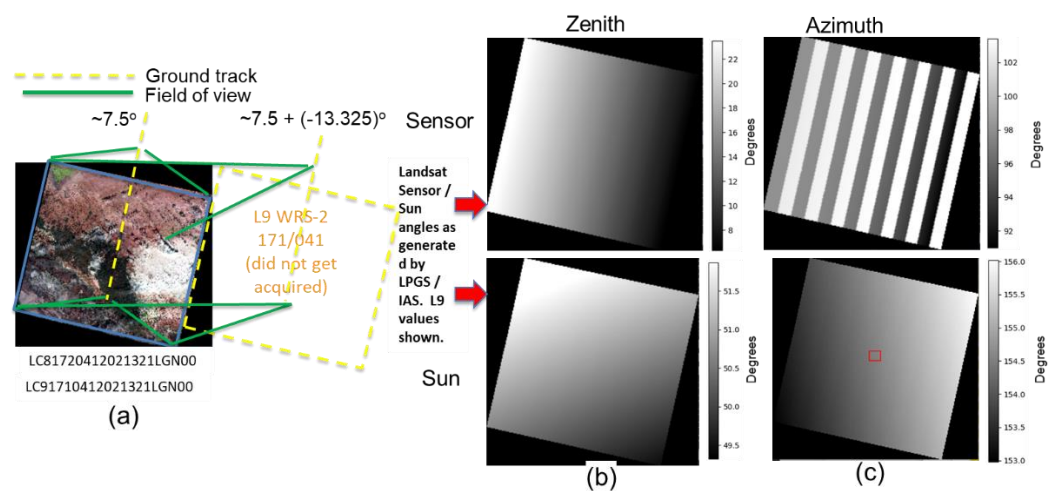 Zenith
Azimuth
Ground track
Field of view
~7.5º
~7.5 + (-13.325)º
Sensor
L9 WRS-2
171/041
(did not get
acquired)
Landsat
Sensor /
Sun
angles as
generate
d by
LPGS /
IAS. L9
values
shown.
Sun
LC81720412021321LGN00
LC91710412021321LGN00
(a)
22
20
18
16
14
12
10
8
Degrees
102
100
98
96
94
92
Degrees
51.5
51.0
50.5
50.0
49.5
Degrees
156.0
155.5
155.0
154.5
154.0
153.5
153.0
Degrees
(b)
(c)